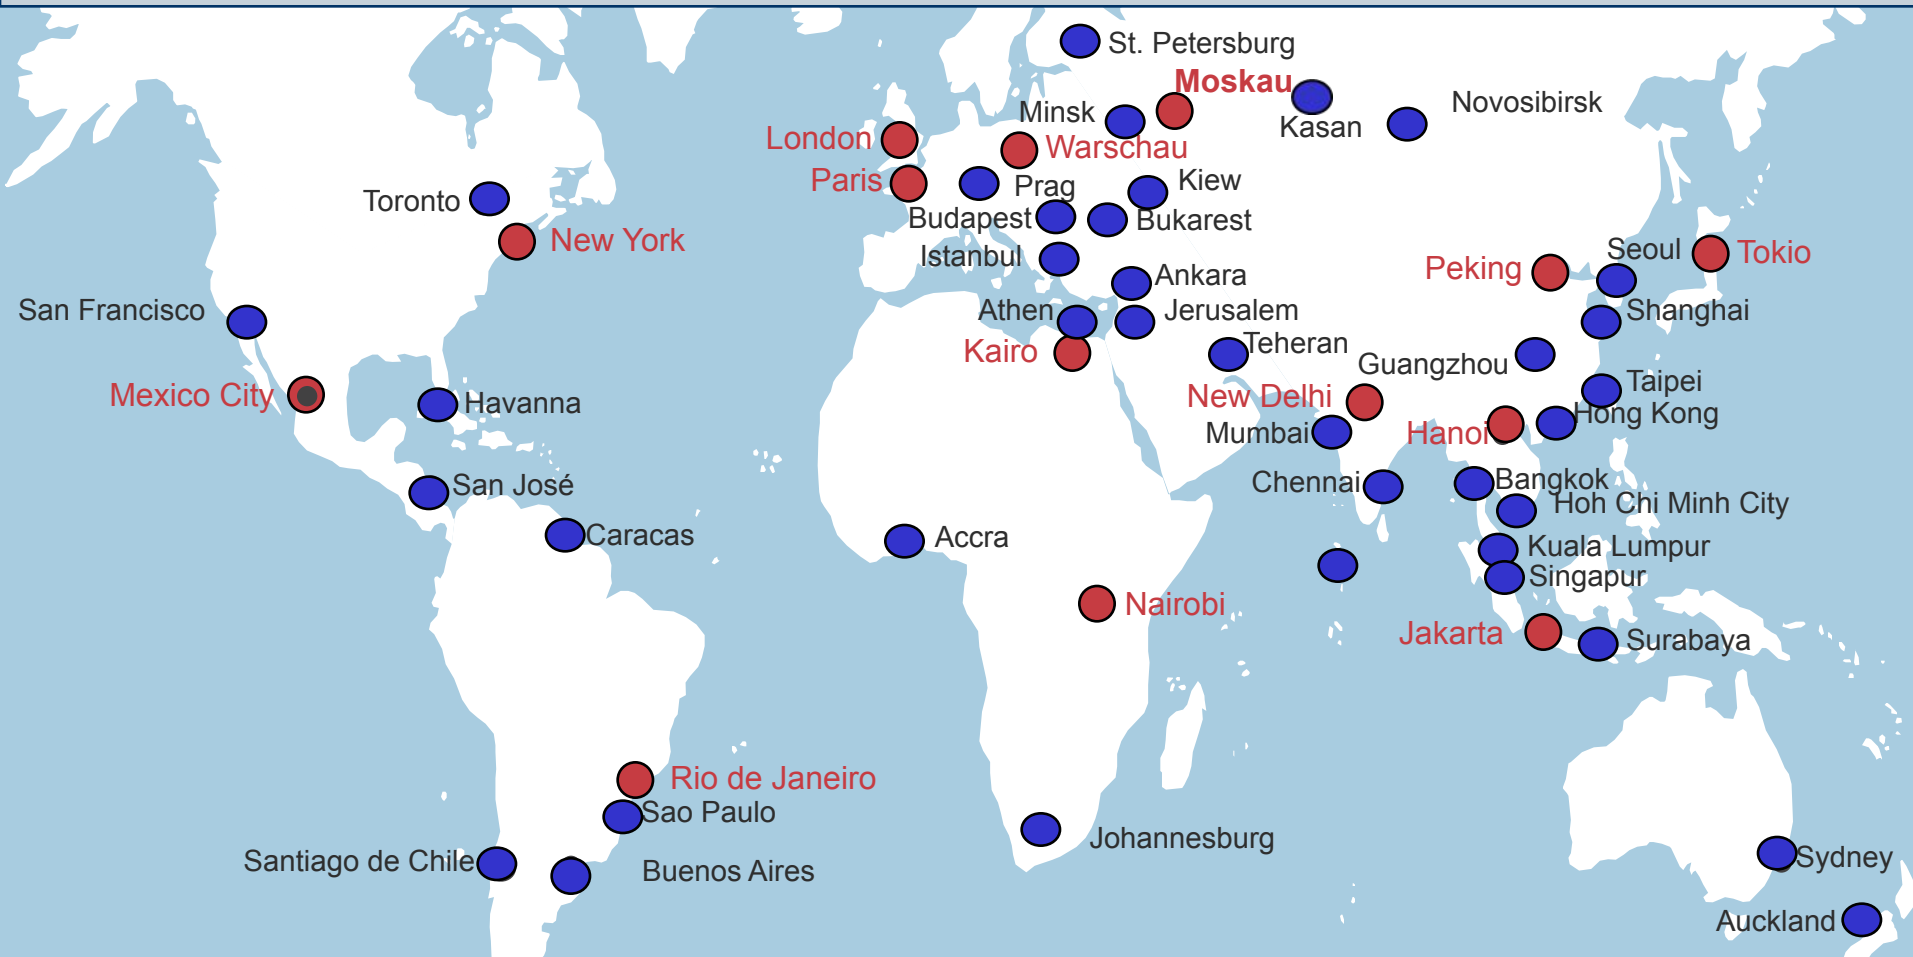 St. Petersburg
Moskau
Minsk
Kasan
Novosibirsk
London
Warschau
Paris
Prag
Kiew
Toronto
Budapest
Bukarest
New York
Istanbul
Seoul
Tokio
Peking
Ankara
San Francisco
Athen
Jerusalem
Shanghai
Kairo
Teheran
Guangzhou
Mexico City
Havanna
New Delhi
Taipei
Mumbai
Hanoi
Hong Kong
San José
Chennai
Bangkok
Hoh Chi Minh City
Caracas
Accra
Kuala Lumpur
Singapur
Nairobi
Jakarta
Surabaya
Rio de Janeiro
Sao Paulo
Johannesburg
Santiago de Chile
Buenos Aires
Sydney
Auckland